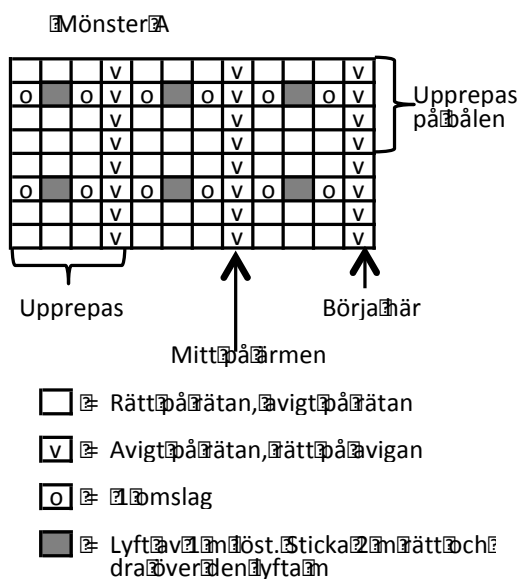 Mönster A
v v v
o o v o o v o o v Upprepas
v v v på bålen
v v v
v v v
o o v o o v o o v
v v v
v v v
Upprepas Börja här
Mitt på ärmen
= Rätt på rätan, avigt på rätan
v = Avigt på rätan, rätt på avigan
o = 1 omslag
= Lyft av 1 m löst. Sticka 2 m rätt och
dra över den lyfta m